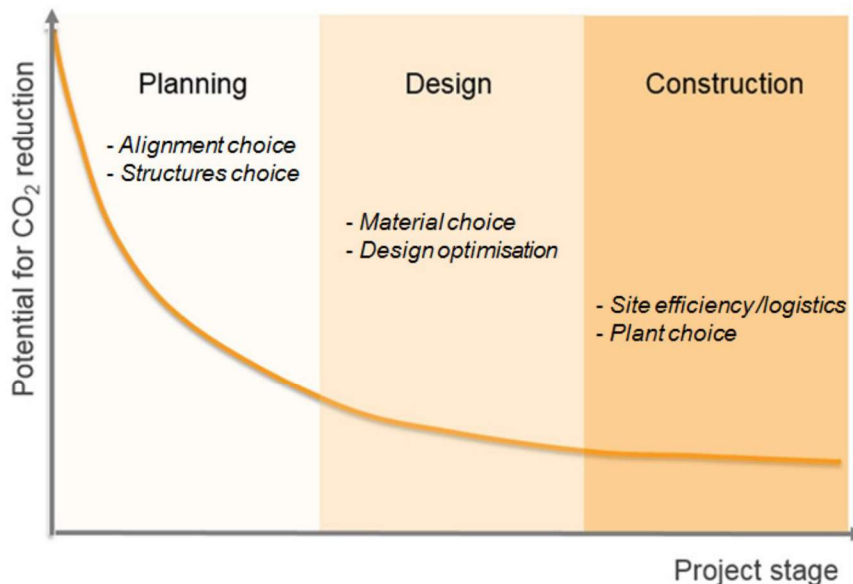 Planning
Design
Construction
- Alignment choice
- Structures choice
- Material choice
- Design optimisation
- Site efficiency/logistics
- Plant choice
Potential for CO₂ reduction
Project stage